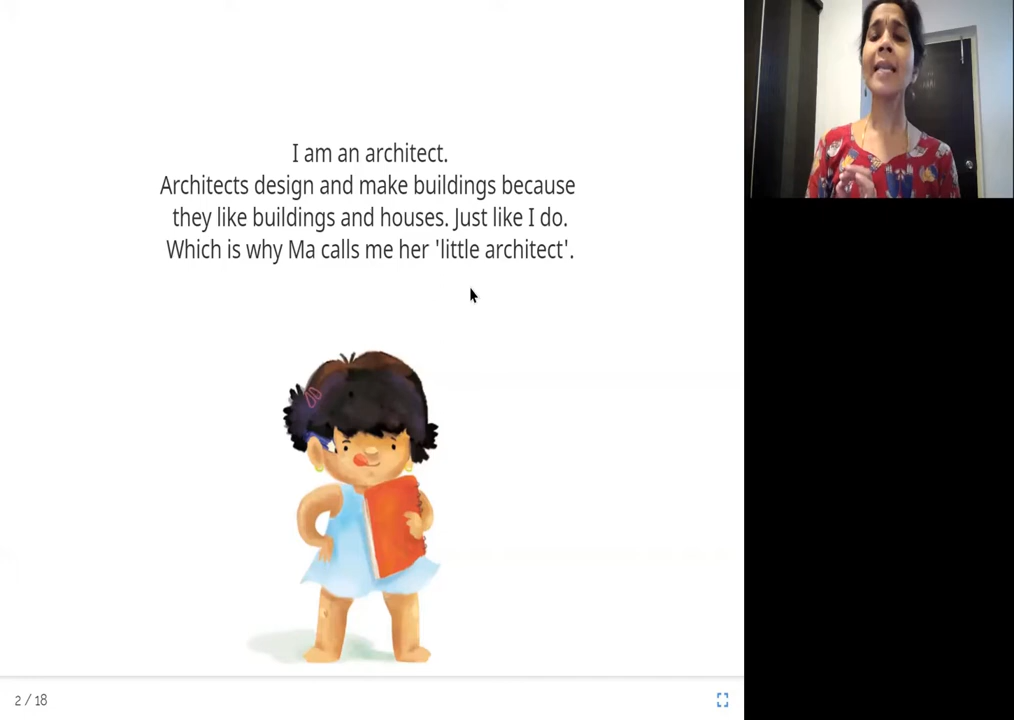 I am an architect.
Architects design and make buildings because
they like buildings and houses. Just like I do.
Which is why Ma calls me her 'little architect'.
2 / 18